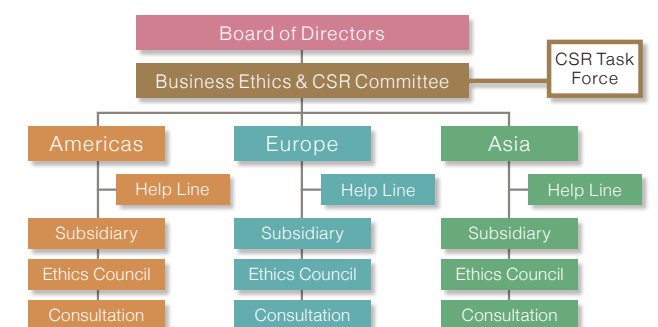 Board of Directors
Business Ethics & CSR Committee
CSR Task
Force
Americas
Europe
Asia
Help Line
Help Line
Help Line
Subsidiary
Subsidiary
Subsidiary
Ethics Council
Ethics Council
Ethics Council
Consultation
Consultation
Consultation